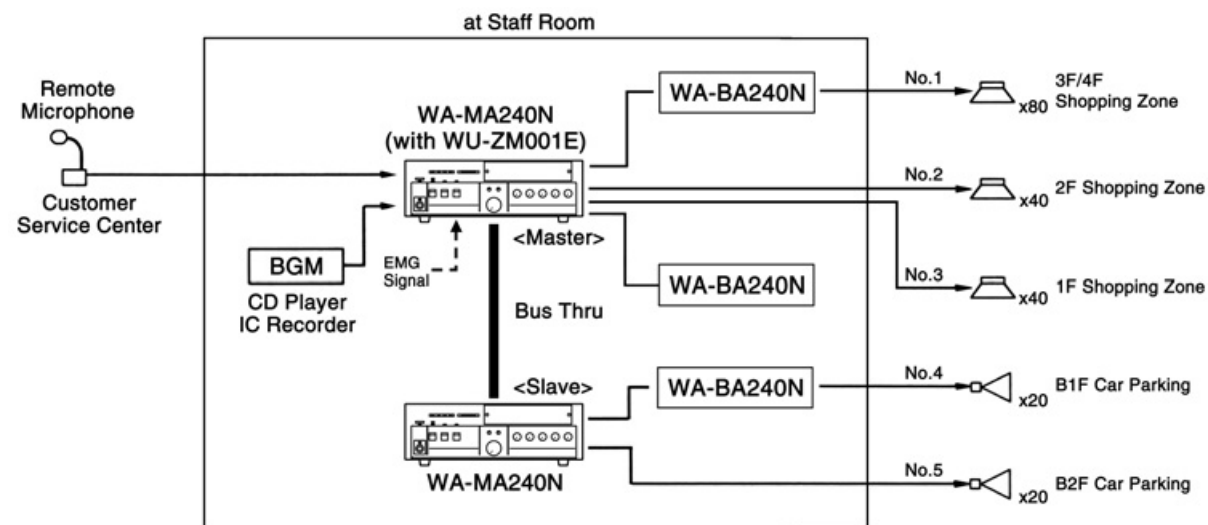 at Staff Room
Remote
Microphone
Customer
Service Center
BGM
CD Player
IC Recorder
EMG
Signal
WA-MA240N
(with WU-ZM001E)
<Master>
Bus Thru
<Slave>
WA-MA240N
WA-BA240N
No.1
x80
3F/4F
Shopping Zone
No.2
x40
2F Shopping Zone
WA-BA240N
No.3
x40
1F Shopping Zone
WA-BA240N
No.4
x20
B1F Car Parking
No.5
x20
B2F Car Parking